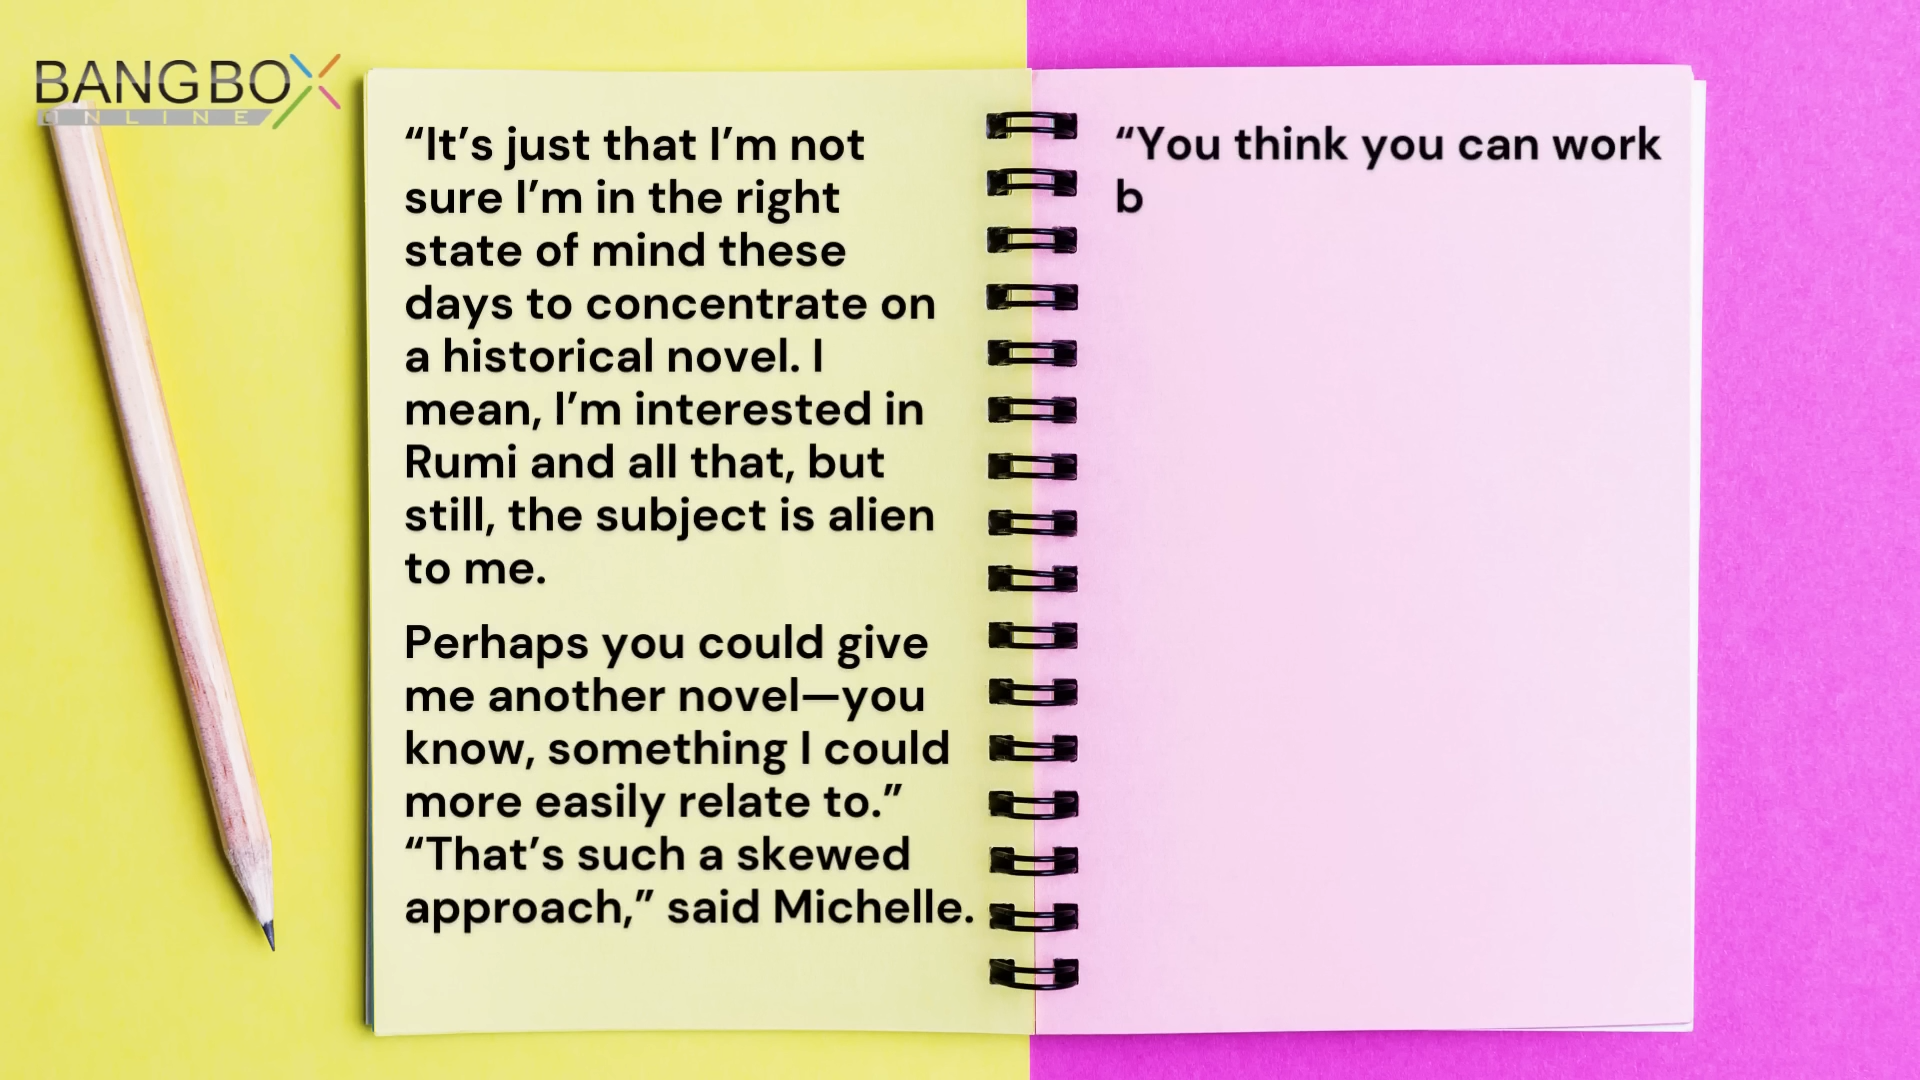 BANGBOX
ONLINE
“It’s just that I’m not
sure I’m in the right
state of mind these
days to concentrate on
a historical novel. I
mean, I’m interested in
Rumi and all that, but
still, the subject is alien
to me.
Perhaps you could give
me another novel—you
know, something I could
more easily relate to.”
“That’s such a skewed
approach,” said Michelle.
“You think you can work
b